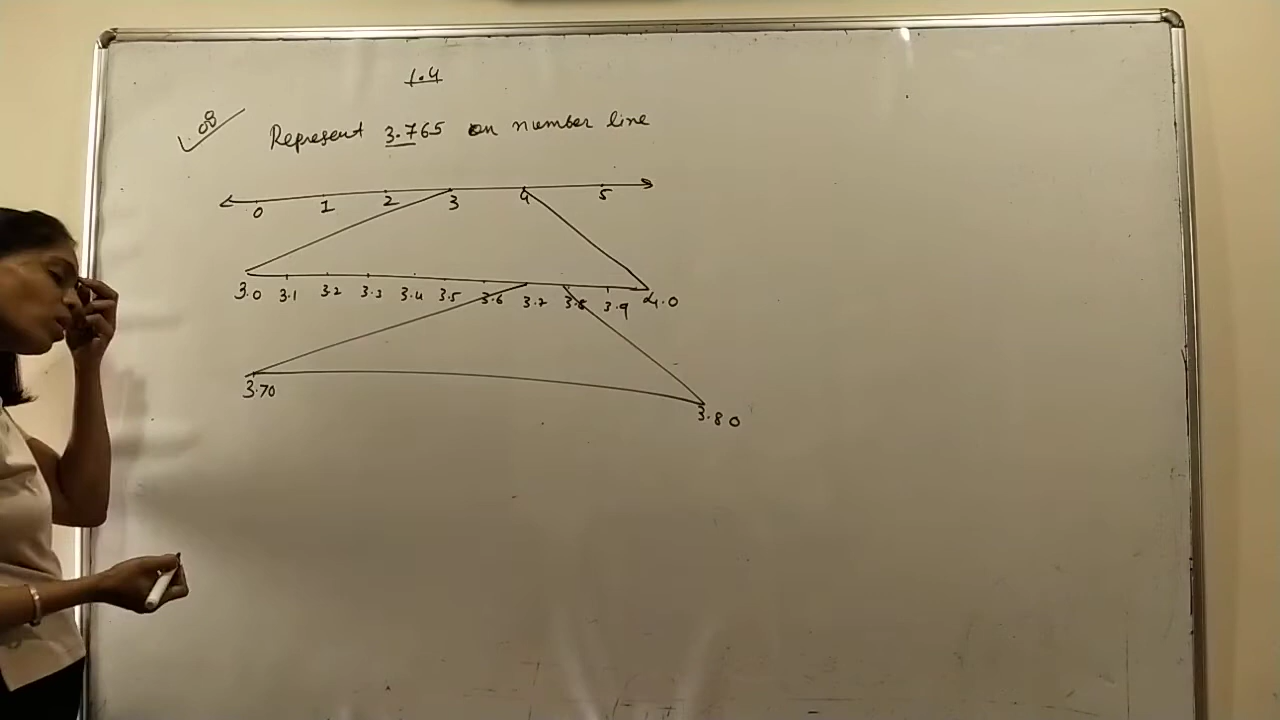 1.4
Represent 3.765 on number line
0 1 2 3 4 5
3.0 3.1 3.2 3.3 3.4 3.5 3.6 3.7 3.8 3.9 4.0
3.70
3.80